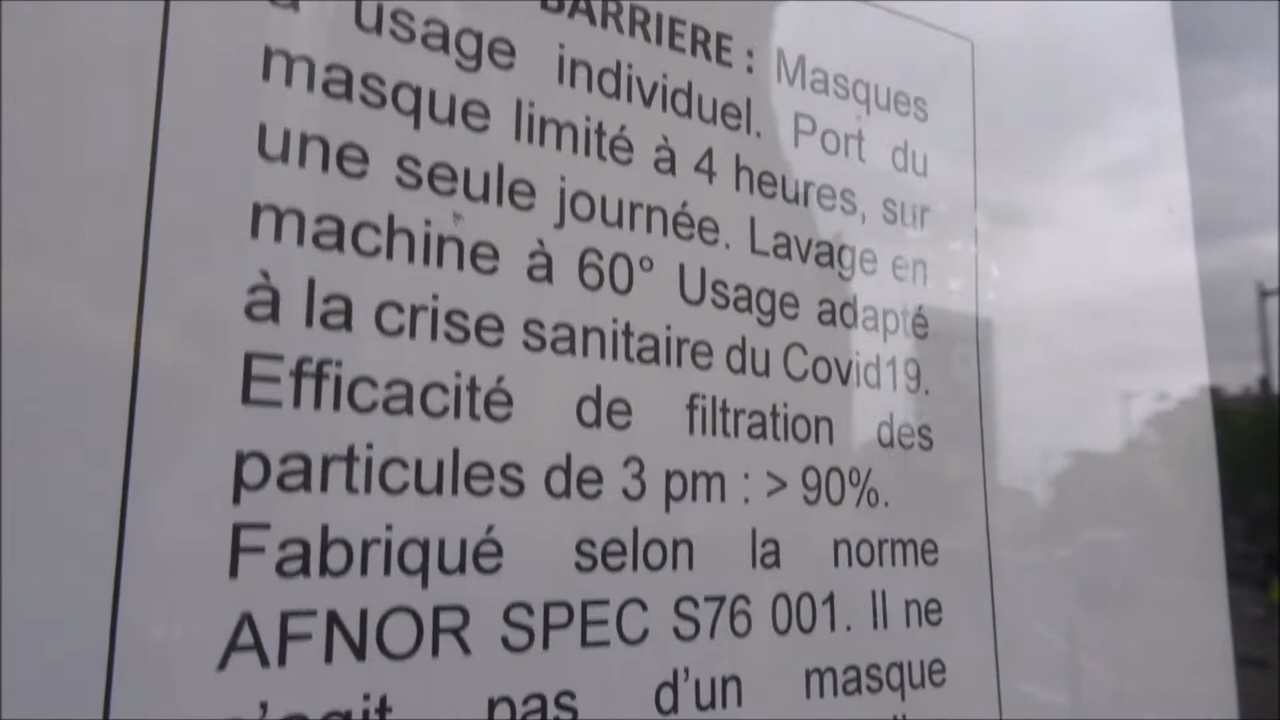 BARRIERE : Masques
à usage individuel. Port du
masque limité à 4 heures, sur
une seule journée. Lavage en
machine à 60° Usage adapté
à la crise sanitaire du Covid19.
Efficacité de filtration des
particules de 3 pm : > 90%.
Fabriqué selon la norme
AFNOR SPEC S76 001. Il ne
s'agit pas d'un masque